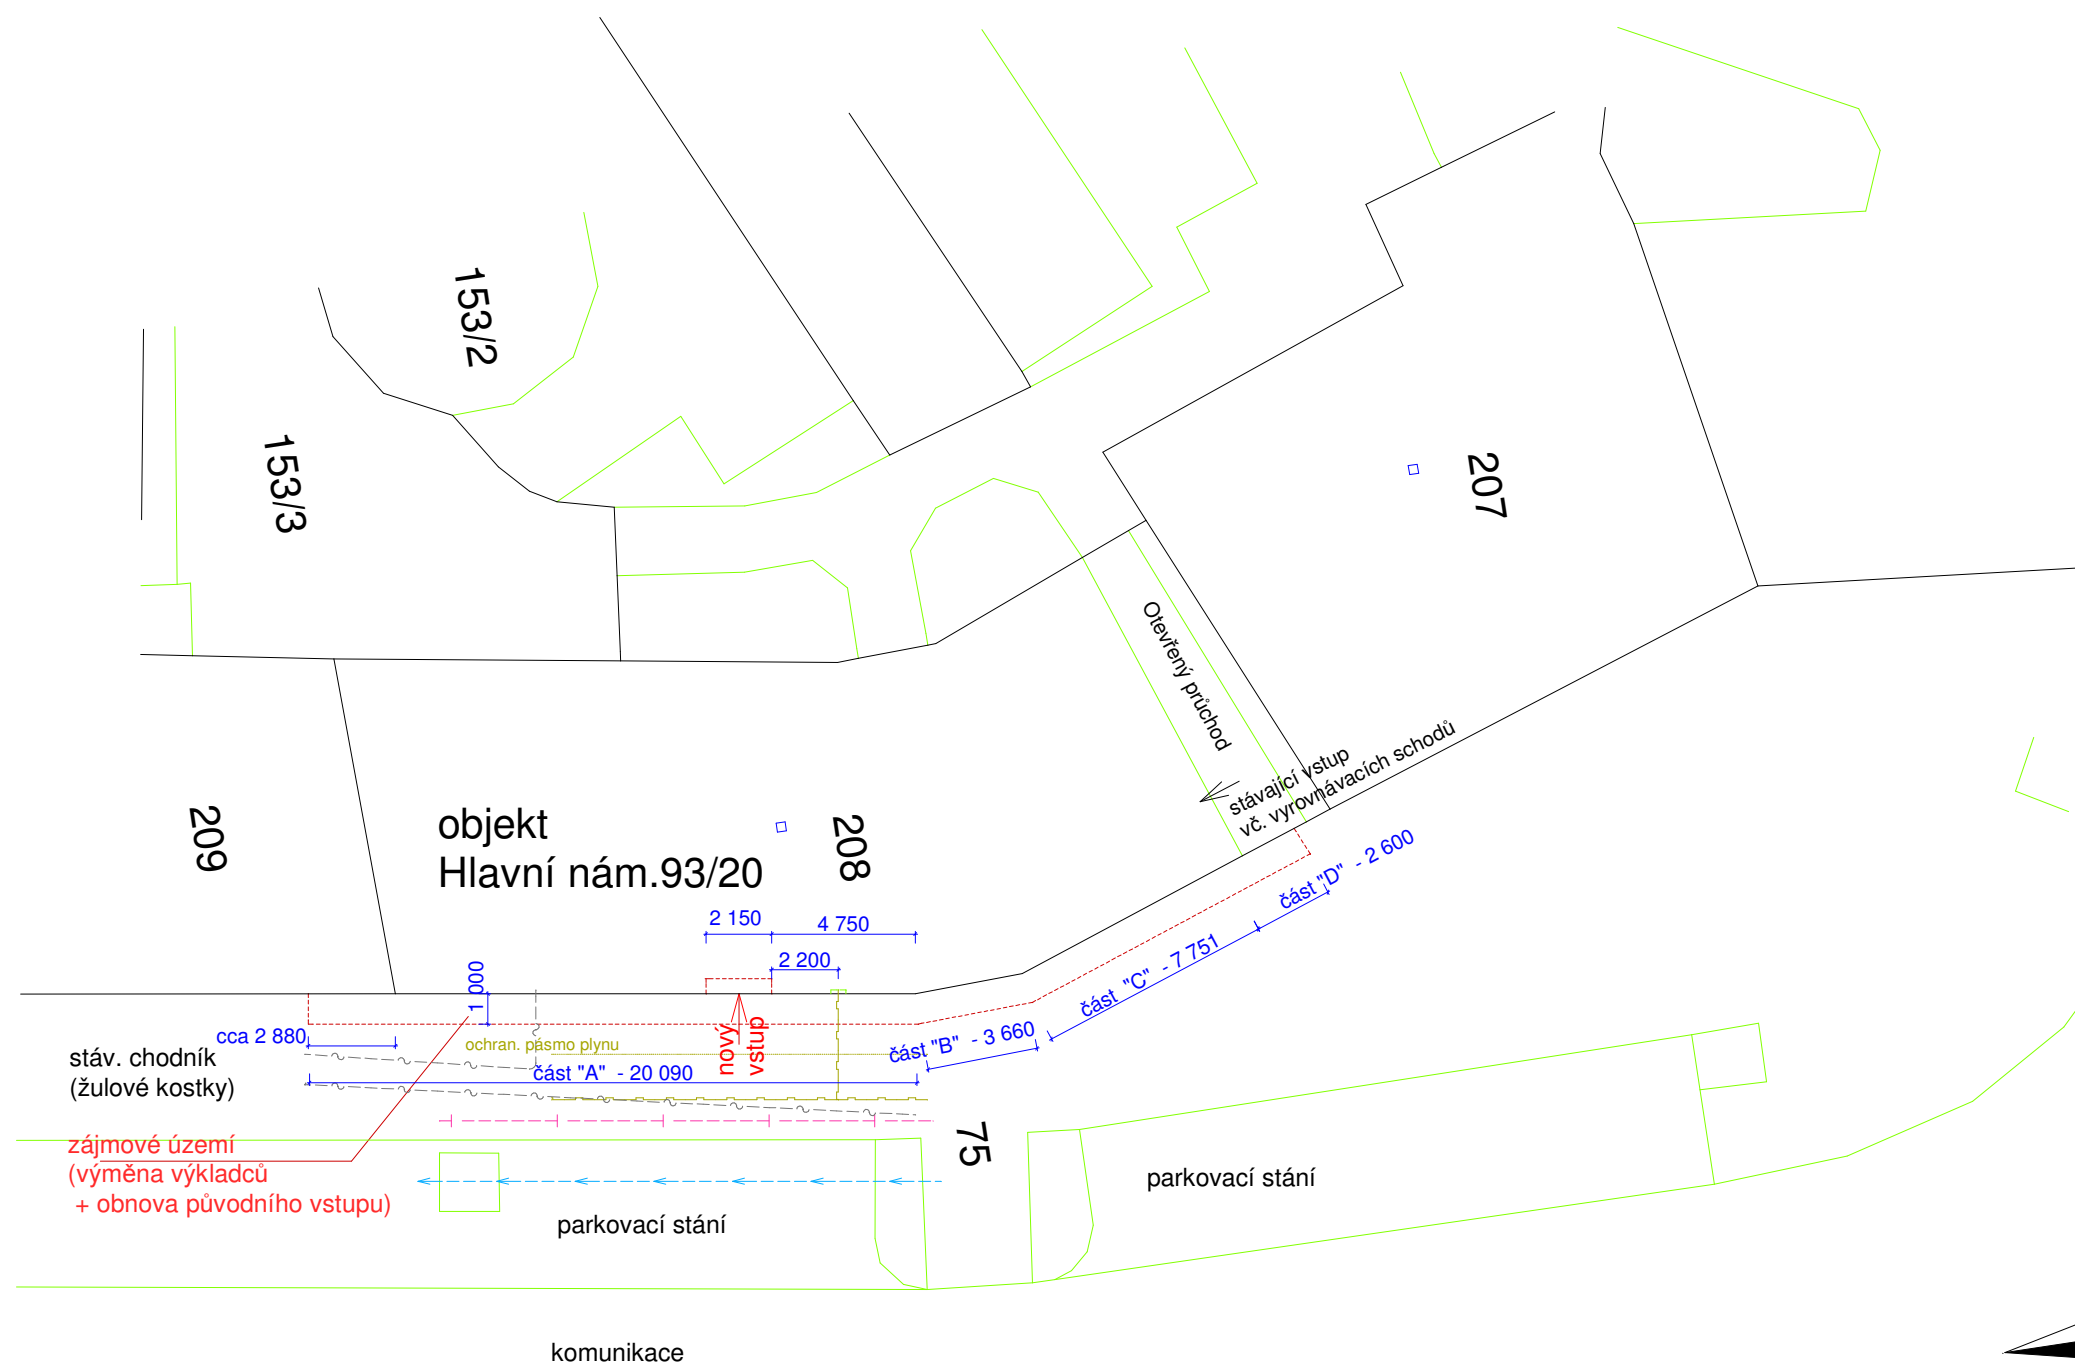 153/2
153/3
207
Otevřený průchod
stávající vstup
vč. vyrovnávacích schodů
209
objekt
Hlavní nám.93/20
208
část "D" - 2 600
2 150
4 750
2 200
1 000
část "C" - 7 751
cca 2 880
ochran. pásmo plynu
nový
vstup
část "B" - 3 660
stáv. chodník
(žulové kostky)
část "A" - 20 090
zájmové území
(výměna výkladců
+ obnova původního vstupu)
75
parkovací stání
parkovací stání
komunikace